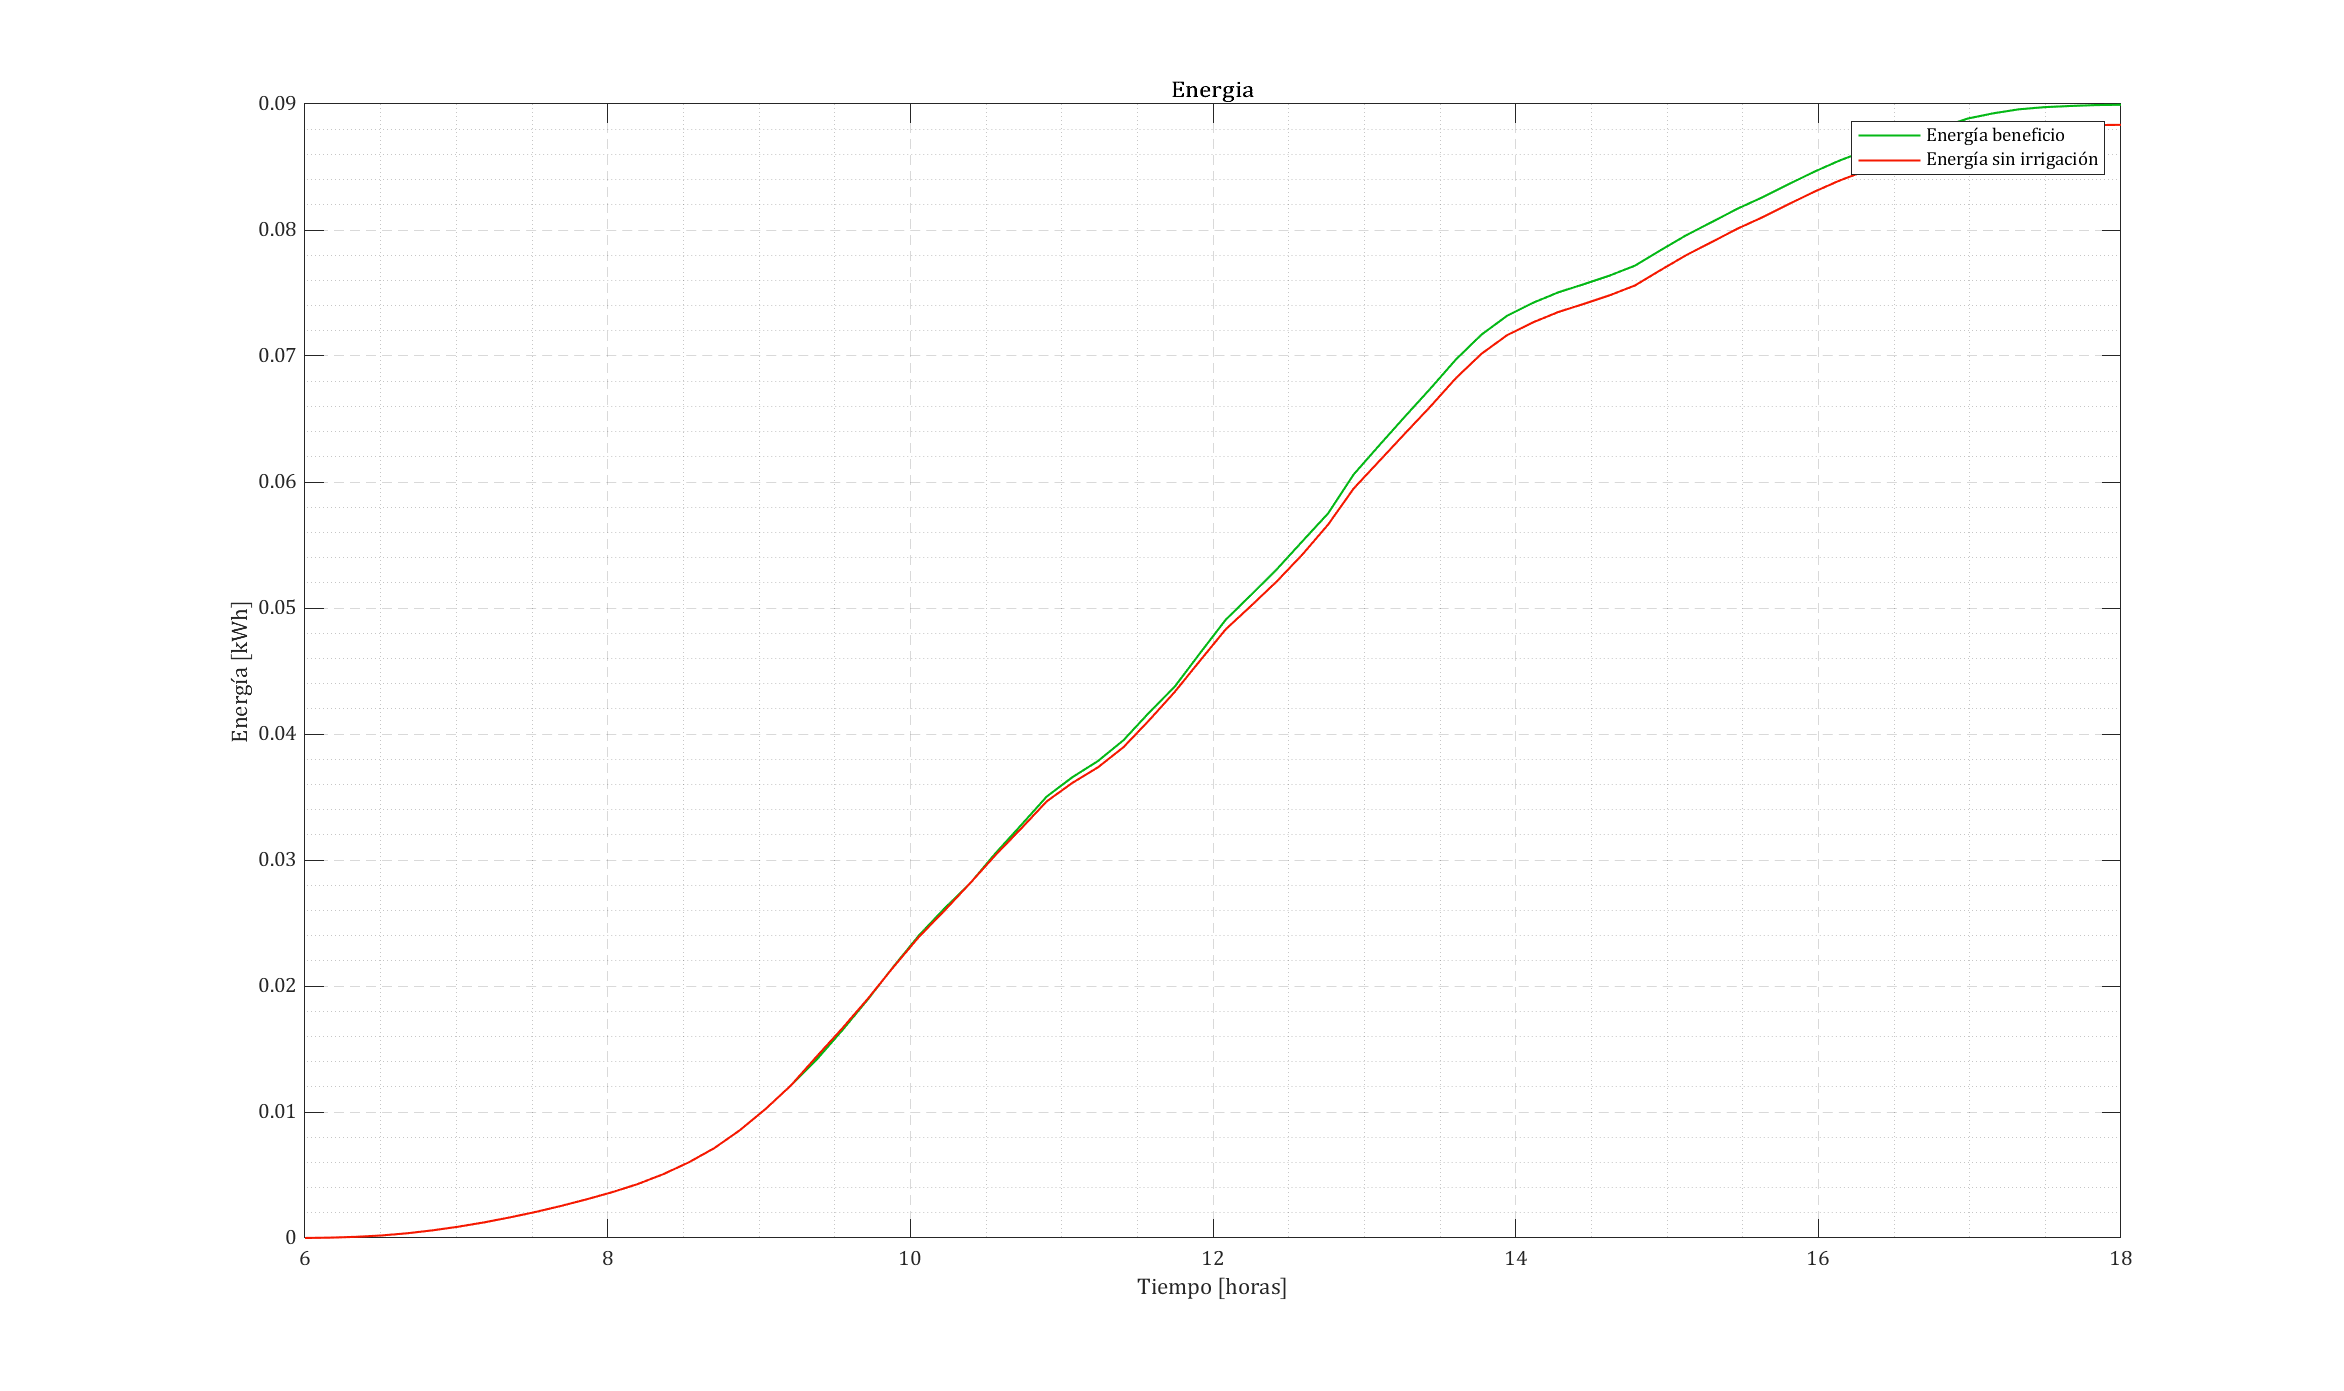 Energia
0.09
0.08
0.07
0.06
0.05
0.04
0.03
0.02
0.01
0
Energía [kWh]
Energía beneficio
Energía sin irrigación
6 8 10 12 14 16 18
Tiempo [horas]